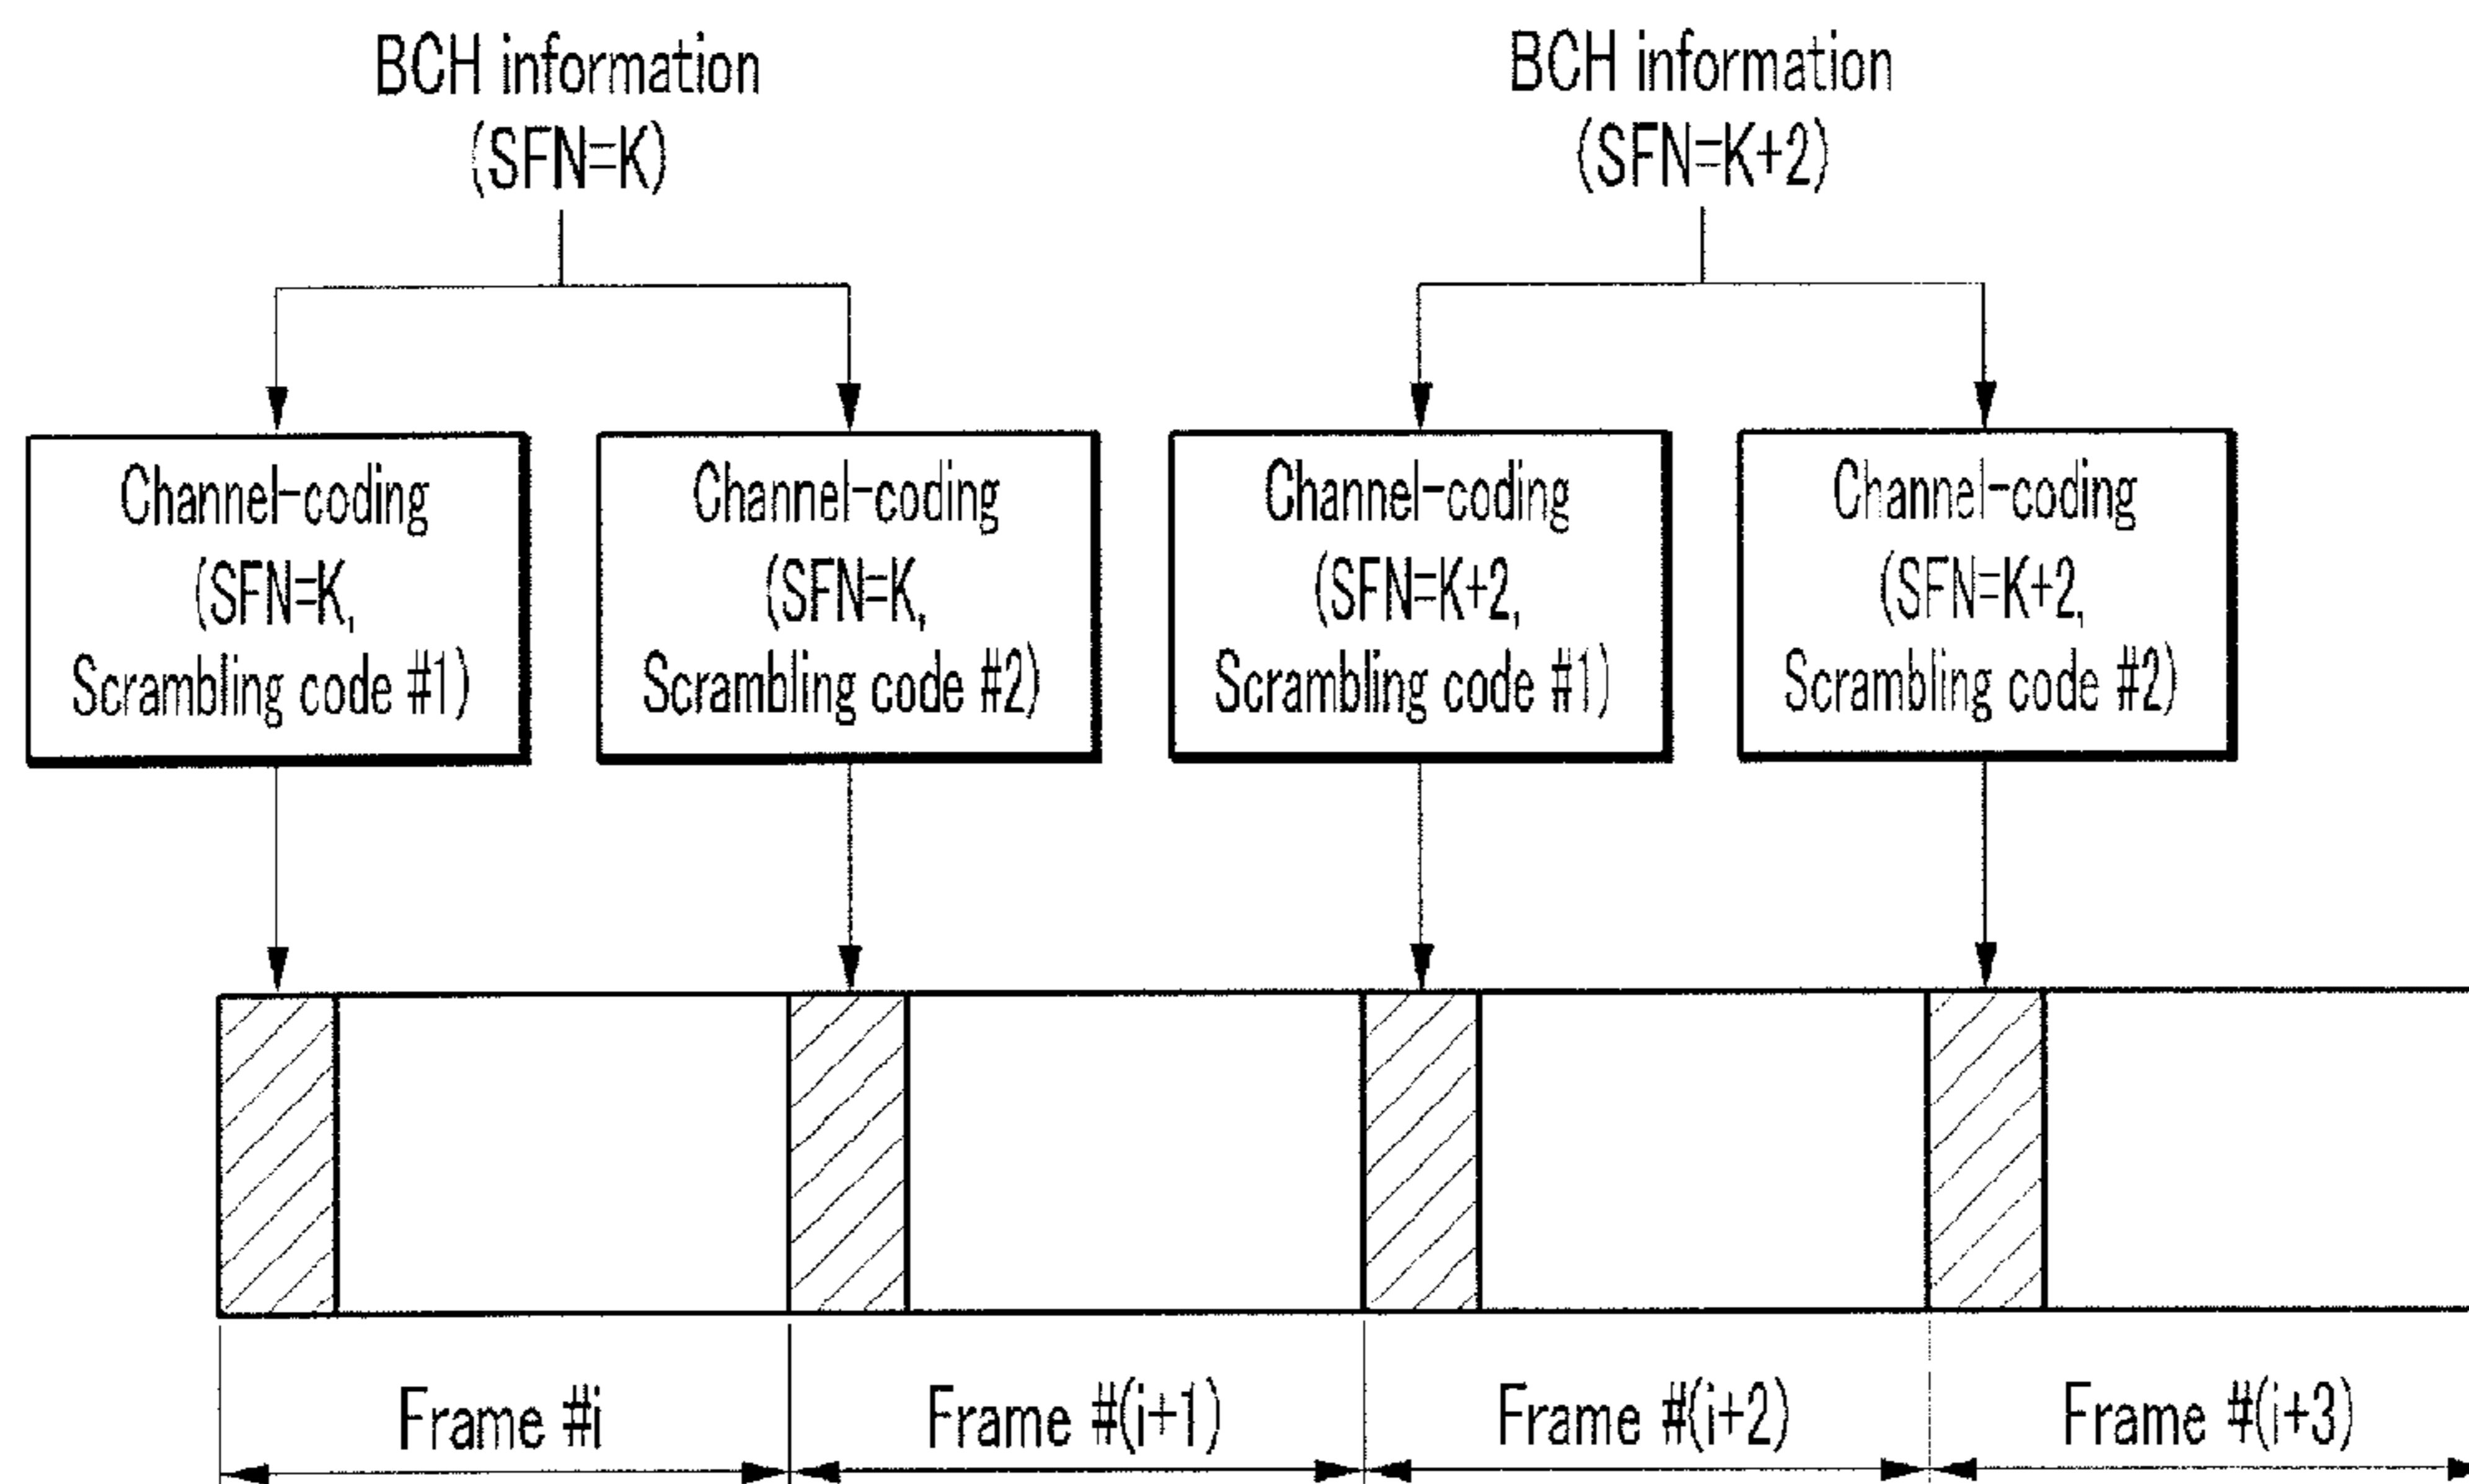 BCH information
(SFN=K)
BCH information
(SFN=K+2)
Channel-coding
(SFN=K,
Scrambling code #1)
Channel-coding
(SFN=K,
Scrambling code #2)
Channel-coding
(SFN=K+2,
Scrambling code #1)
Channel-coding
(SFN=K+2,
Scrambling code #2)
Frame #i
Frame #(i+1)
Frame #(i+2)
Frame #(i+3)